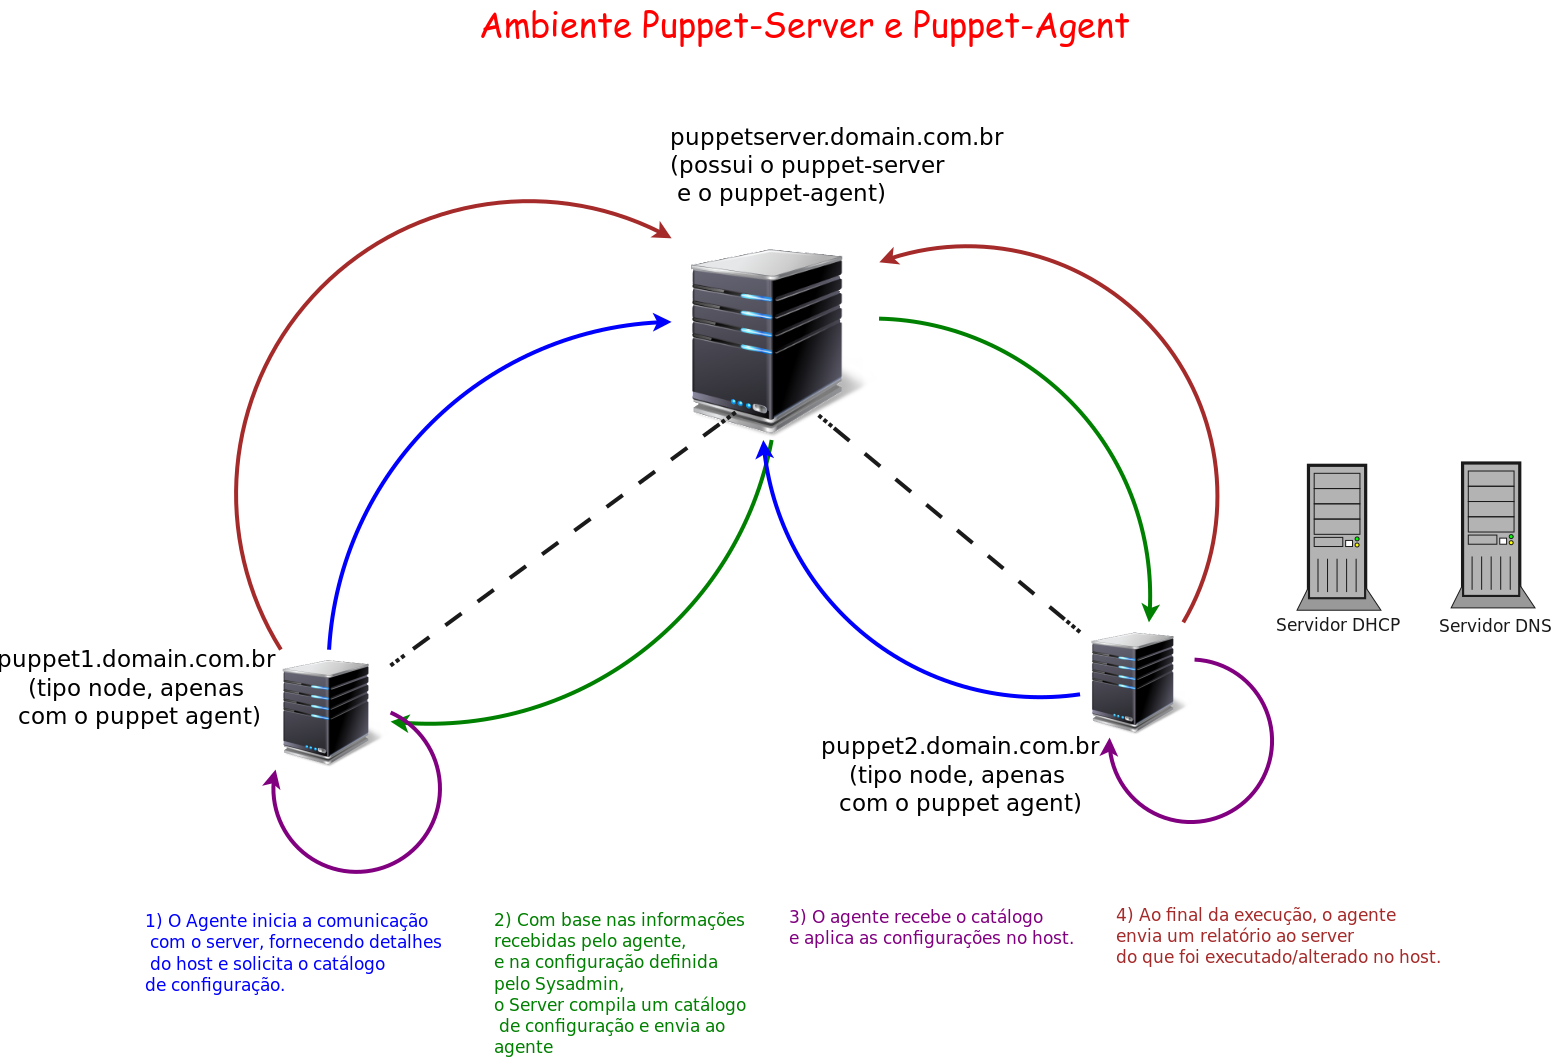 Ambiente Puppet-Server e Puppet-Agent
puppetserver.domain.com.br
(possui o puppet-server
e o puppet-agent)
Servidor DHCP
Servidor DNS
puppet1.domain.com.br
(tipo node, apenas
com o puppet agent)
puppet2.domain.com.br
(tipo node, apenas
com o puppet agent)
1) O Agente inicia a comunicação
com o server, fornecendo detalhes
do host e solicita o catálogo
de configuração.
2) Com base nas informações
recebidas pelo agente,
e na configuração definida
pelo Sysadmin,
o Server compila um catálogo
de configuração e envia ao
agente
3) O agente recebe o catálogo
e aplica as configurações no host.
4) Ao final da execução, o agente
envia um relatório ao server
do que foi executado/alterado no host.